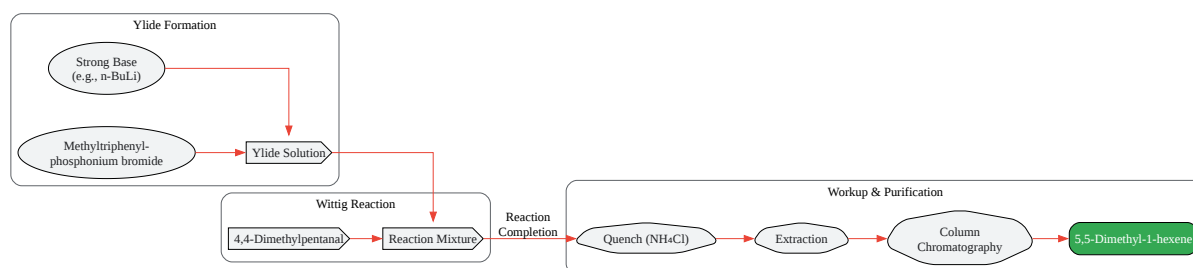 Ylide Formation
Strong Base
(e.g., n-BuLi)
Methyltriphenyl-
phosphonium bromide
Ylide Solution
Wittig Reaction
4,4-Dimethylpentanal
Reaction Mixture
Reaction
Completion
Workup & Purification
Quench (NH₄Cl)
Extraction
Column
Chromatography
5,5-Dimethyl-1-hexene